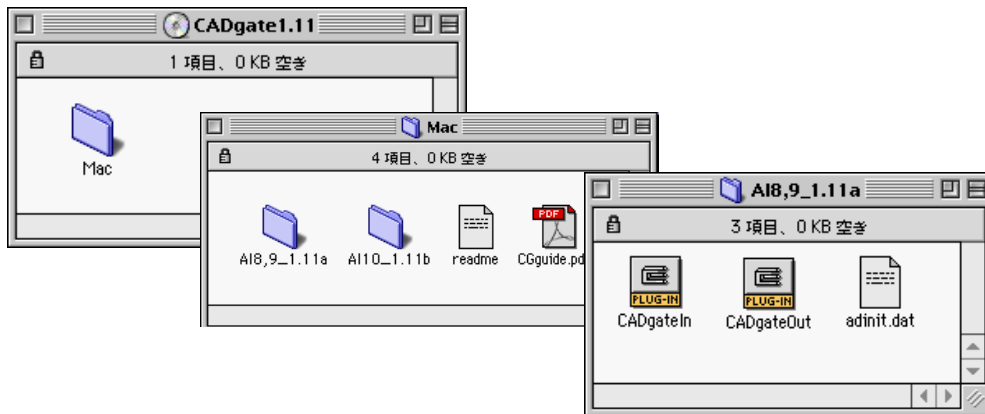 CADgate1.11
1 項目、0 KB 空き
Mac
Mac
4 項目、0 KB 空き
AI8,9_1.11a
AI10_1.11b
readme
PDF
CGguide.pd
AI8,9_1.11a
3 項目、0 KB 空き
PLUG-IN
PLUG-IN
CADgateIn
CADgateOut
adinit.dat